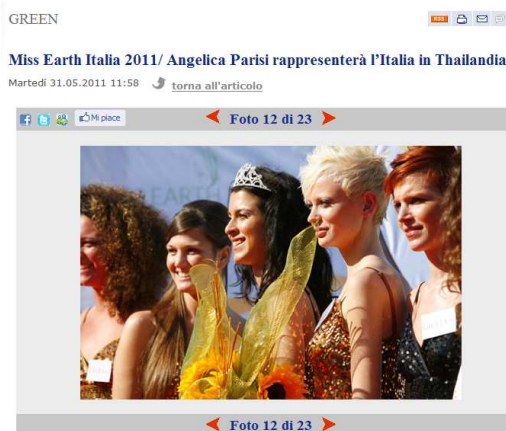 GREEN
RSS
Miss Earth Italia 2011/ Angelica Parisi rappresenterà l'Italia in Thailandia
Martedì 31.05.2011 11:58
torna all'articolo
Mi piace
Foto 12 di 23
EARTH
Foto 12 di 23